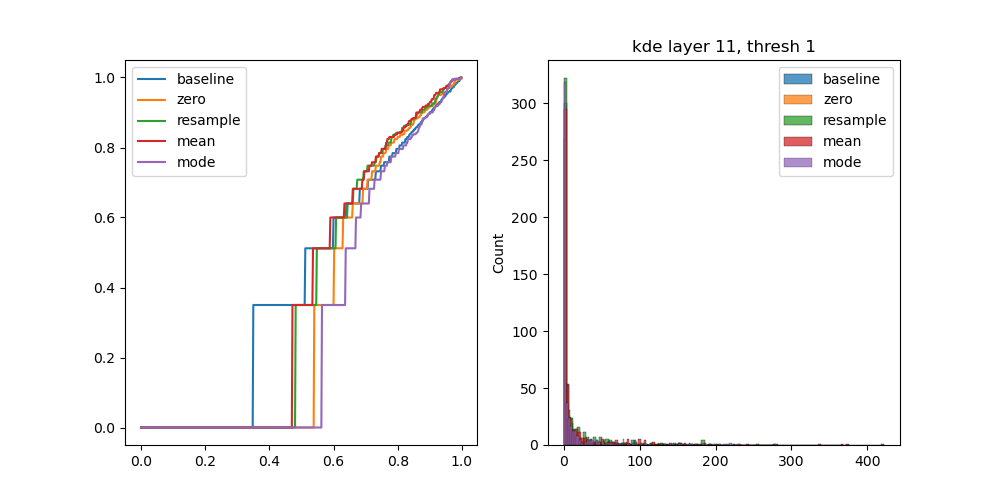 kde layer 11, thresh 1
baseline
zero
resample
mean
mode
1.0
0.8
0.6
0.4
0.2
0.0
0.0 0.2 0.4 0.6 0.8 1.0
baseline
zero
resample
mean
mode
Count
300
250
200
150
100
50
0
0 100 200 300 400